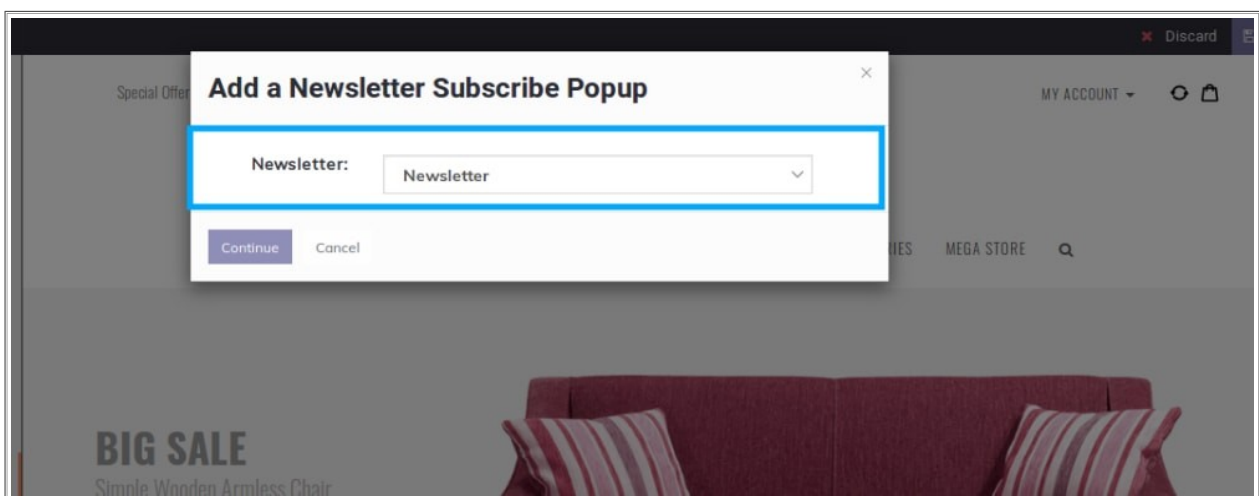 Discard
Special Offer
Add a Newsletter Subscribe Popup
MY ACCOUNT
Newsletter:
Newsletter
Continue Cancel
MEGA STORE
BIG SALE
Simple Wooden Armless Chair